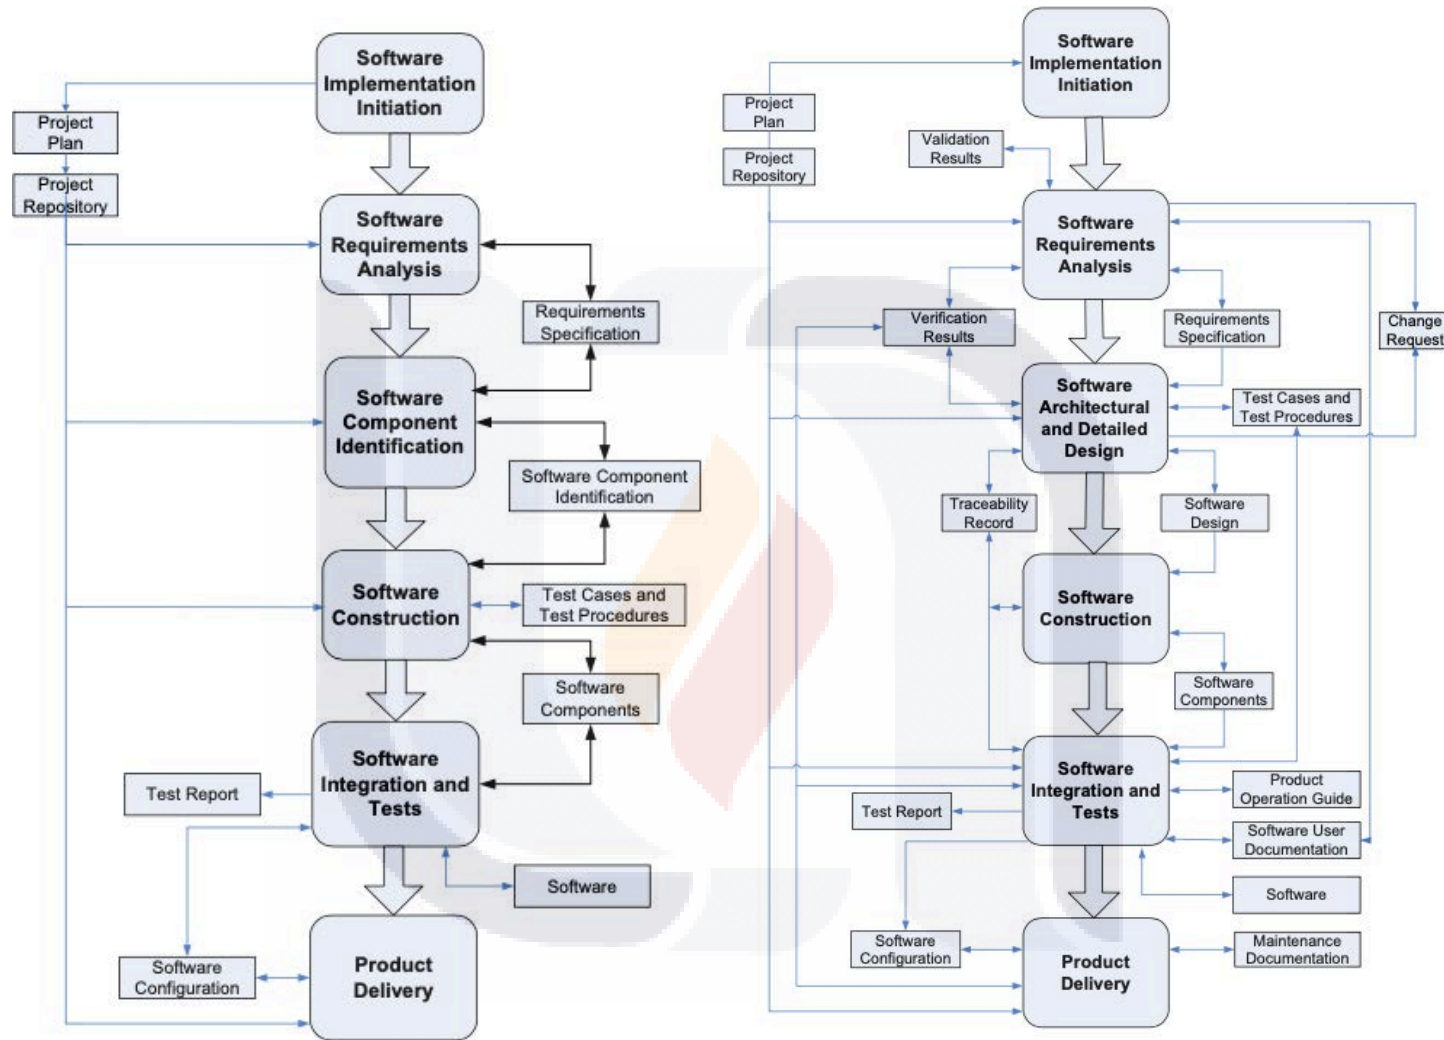 Software
Implementation
Initiation
Project
Plan
Project
Repository
Software
Requirements
Analysis
Requirements
Specification
Software
Component
Identification
Software Component
Identification
Software
Construction
Test Cases and
Test Procedures
Software
Components
Software
Integration and
Tests
Test Report
Software
Software
Configuration
Product
Delivery
Software
Implementation
Initiation
Project
Plan
Project
Repository
Validation
Results
Software
Requirements
Analysis
Verification
Results
Requirements
Specification
Change
Request
Software
Architectural
and Detailed
Design
Test Cases and
Test Procedures
Traceability
Record
Software
Design
Software
Construction
Software
Components
Software
Integration and
Tests
Product
Operation Guide
Test Report
Software User
Documentation
Software
Software
Configuration
Maintenance
Documentation
Product
Delivery